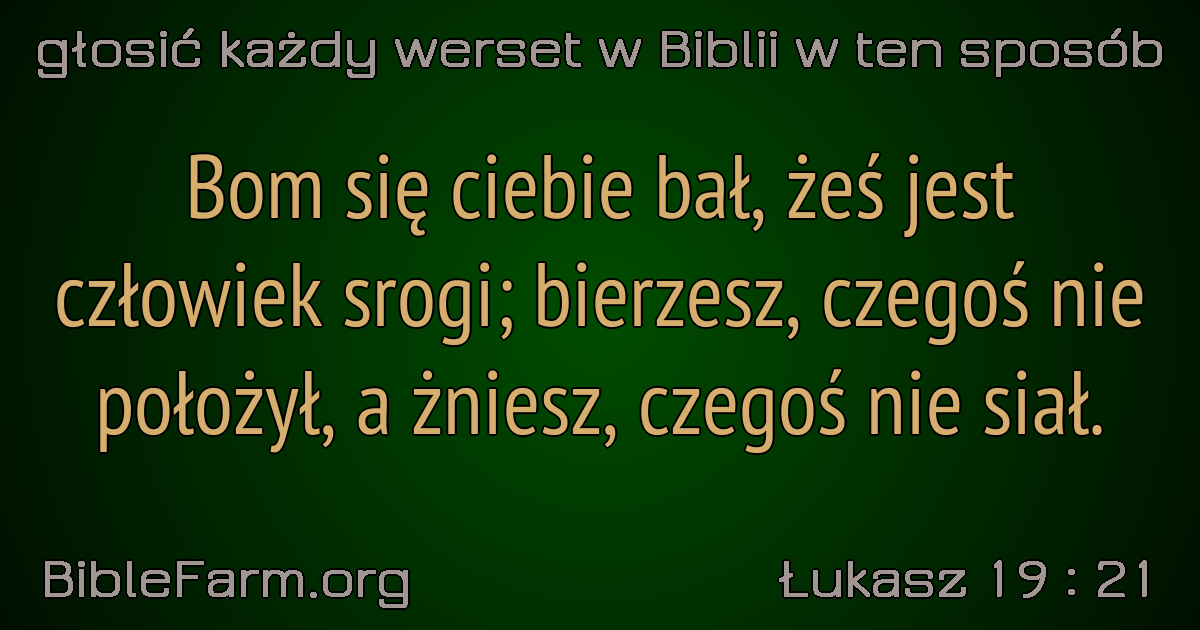 głosić każdy werset w Biblii w ten sposób
Bom się ciebie bał, żeś jest
człowiek srogi; bierzesz, czegoś nie
położył, a żniesz, czegoś nie siał.
BibleFarm.org
Łukasz 19 : 21